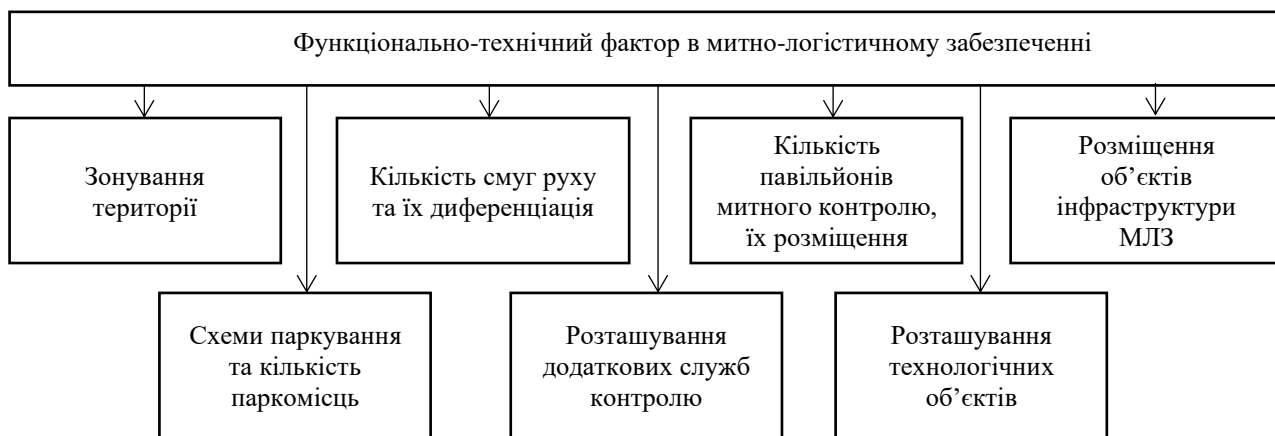 Функціонально-технічний фактор в митно-логістичному забезпеченні
Зонування
території
Кількість смуг руху
та їх диференціація
Кількість
павільйонів
митного контролю,
їх розміщення
Розміщення
об’єктів
інфраструктури
МЛЗ
Схеми паркування
та кількість
паркомісць
Розташування
додаткових служб
контролю
Розташування
технологічних
об’єктів